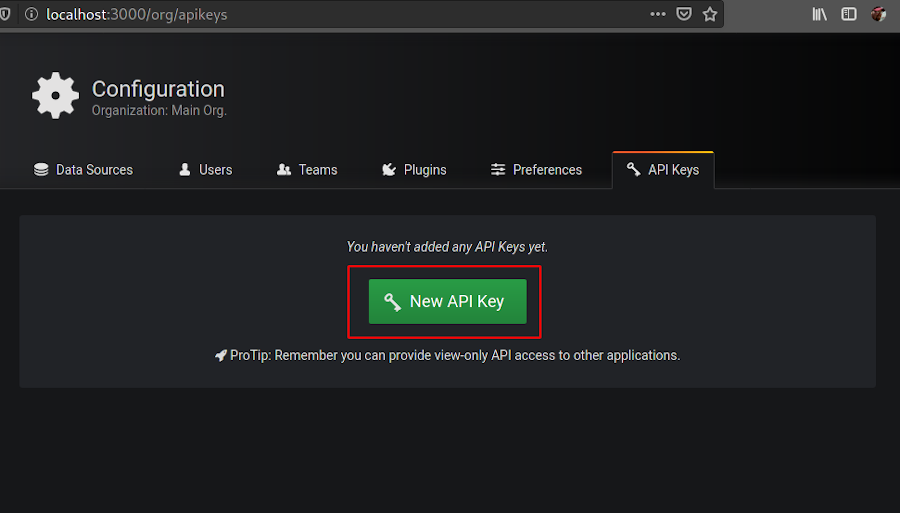 localhost:3000/org/apikeys
Configuration
Organization: Main Org.
Data Sources Users Teams Plugins Preferences API Keys
You haven't added any API Keys yet.
New API Key
ProTip: Remember you can provide view-only API access to other applications.